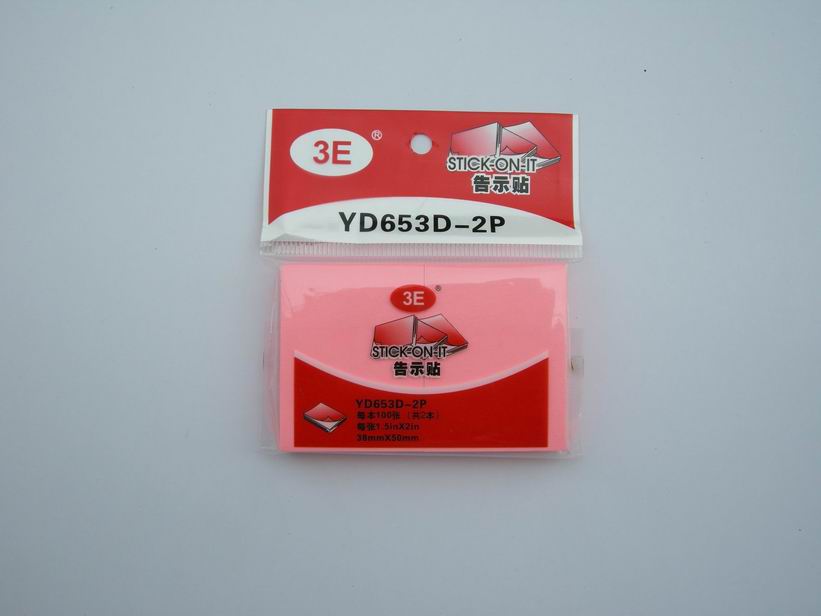 3E ®
STICK-ON-IT
告示贴
YD653D-2P
3E ®
STICK-ON-IT
告示贴
YD653D-2P
每本100张（共2本）
每张1.5inX2in
38mmX50mm